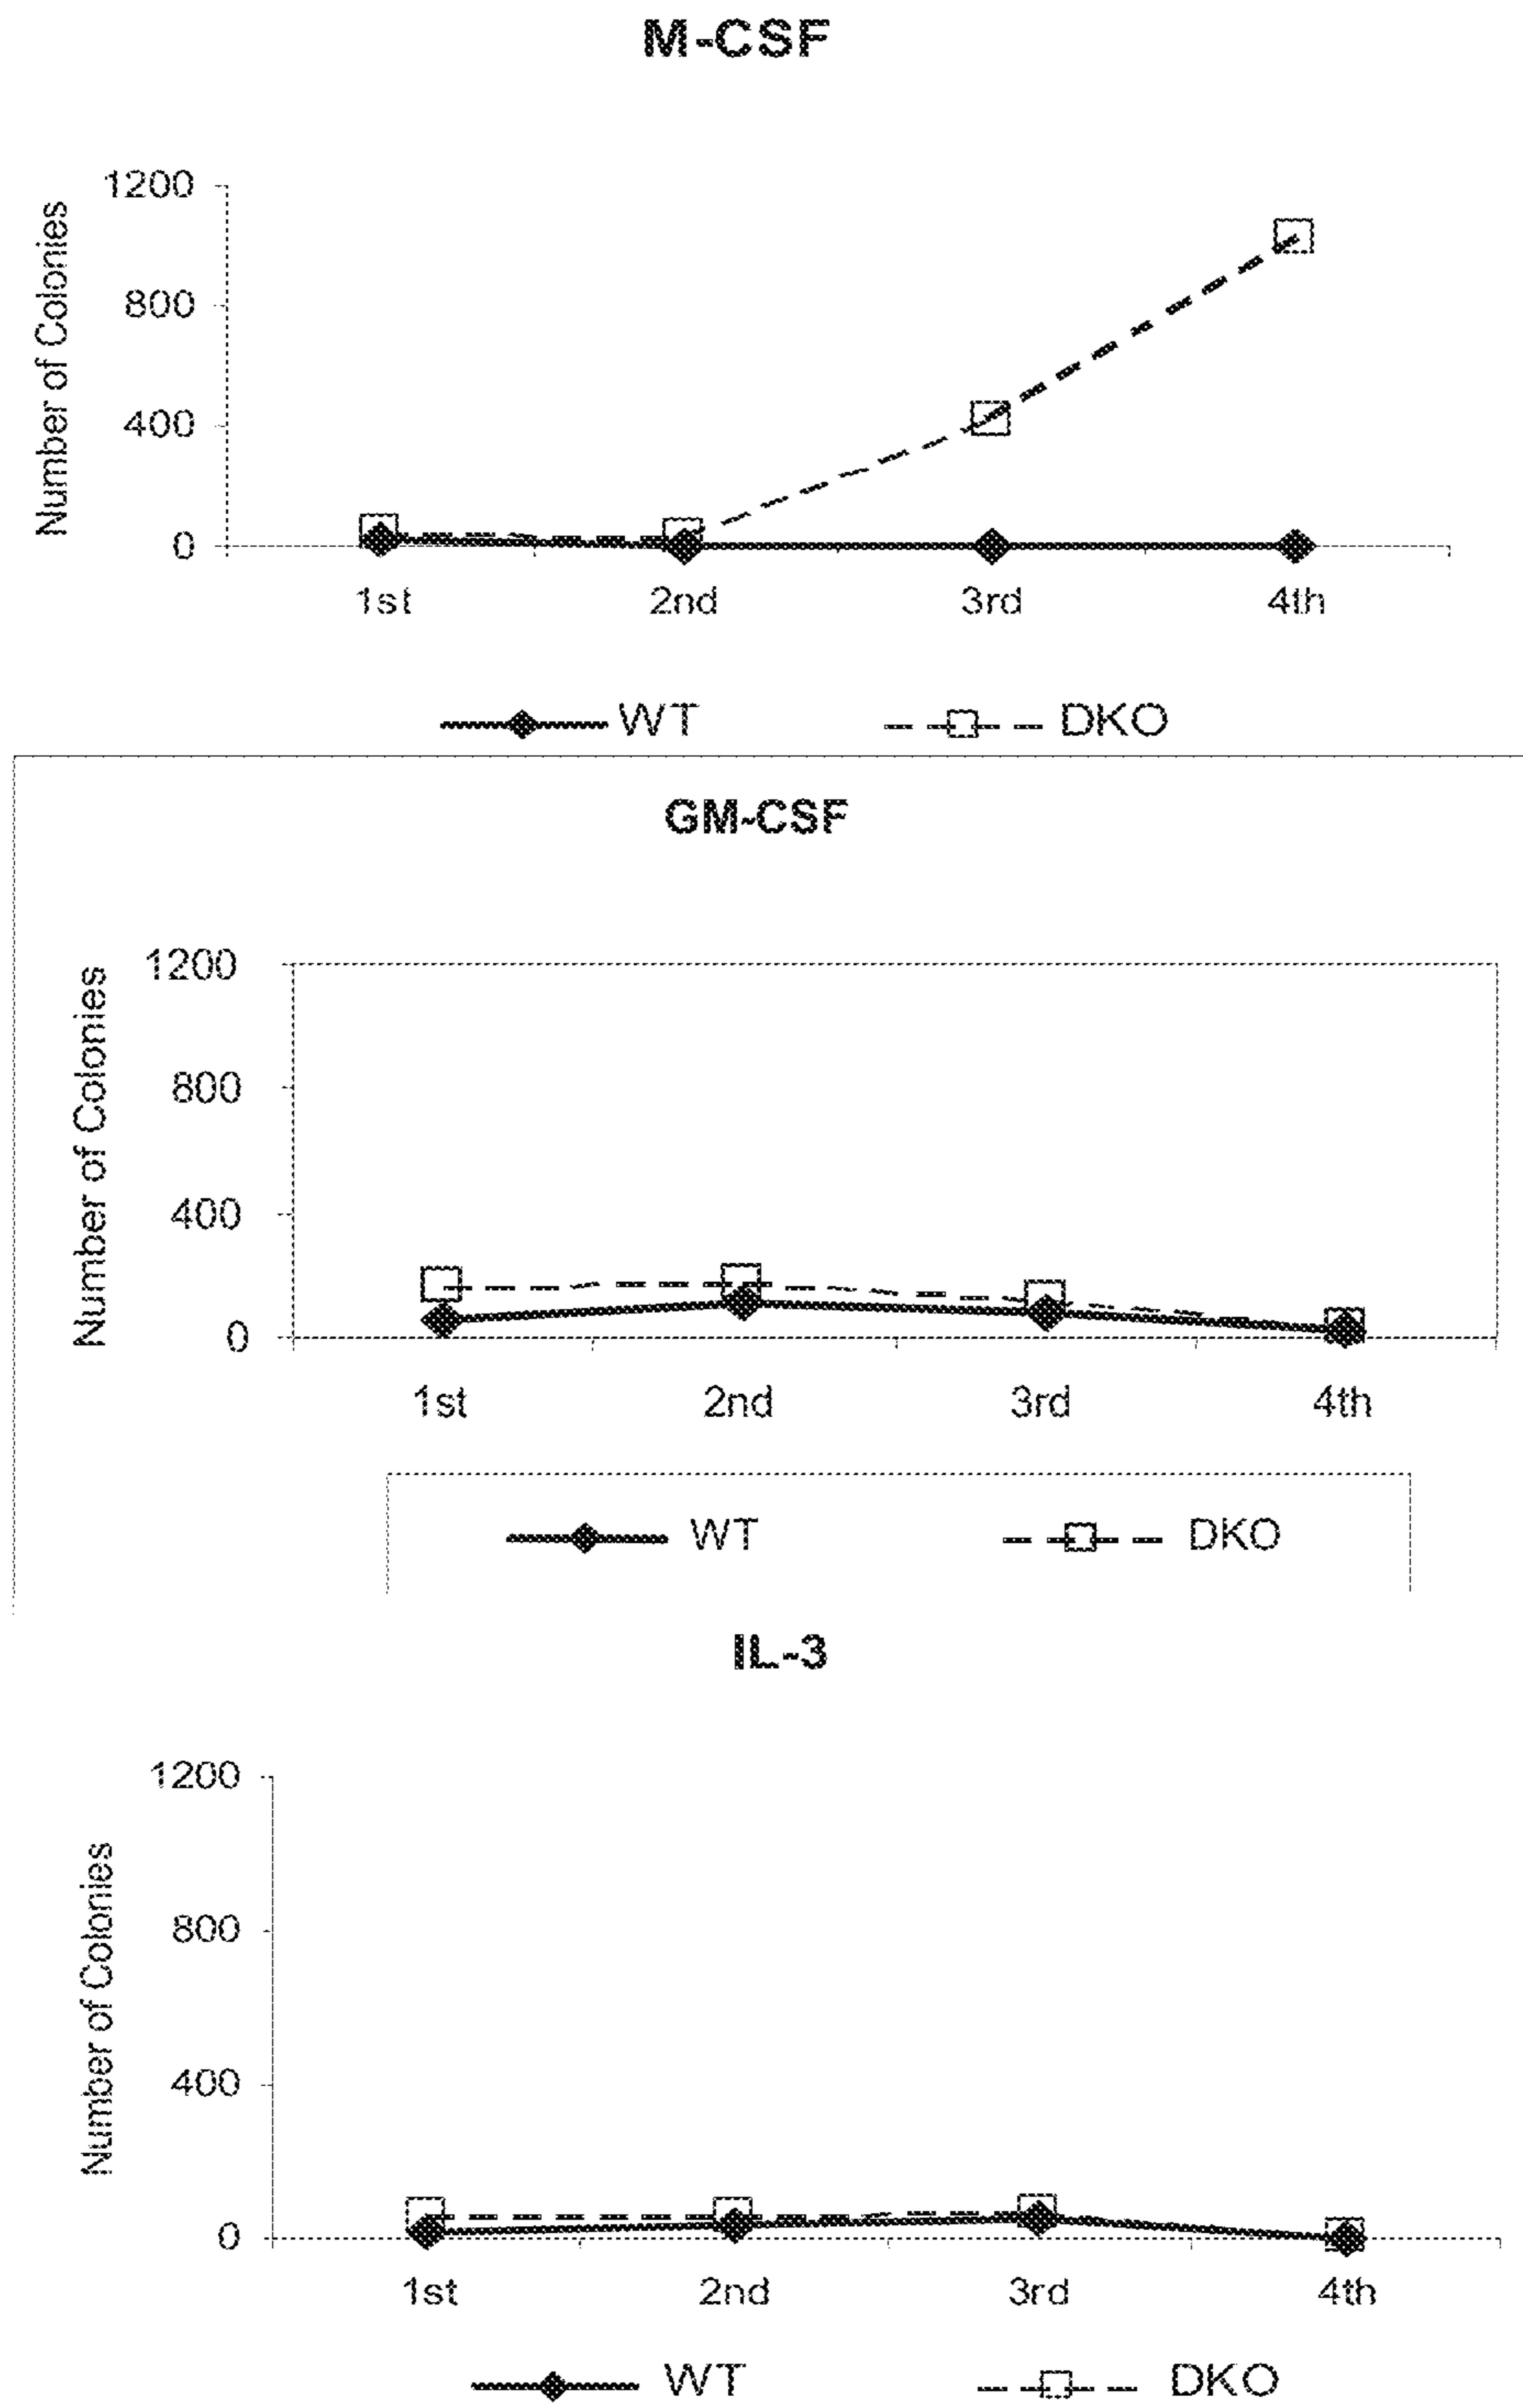 M-CSF
Number of Colonies
1200
800
400
0
1st 2nd 3rd 4th
WT DKO
GM-CSF
Number of Colonies
1200
800
400
0
1st 2nd 3rd 4th
WT DKO
IL-3
Number of Colonies
1200
800
400
0
1st 2nd 3rd 4th
WT DKO